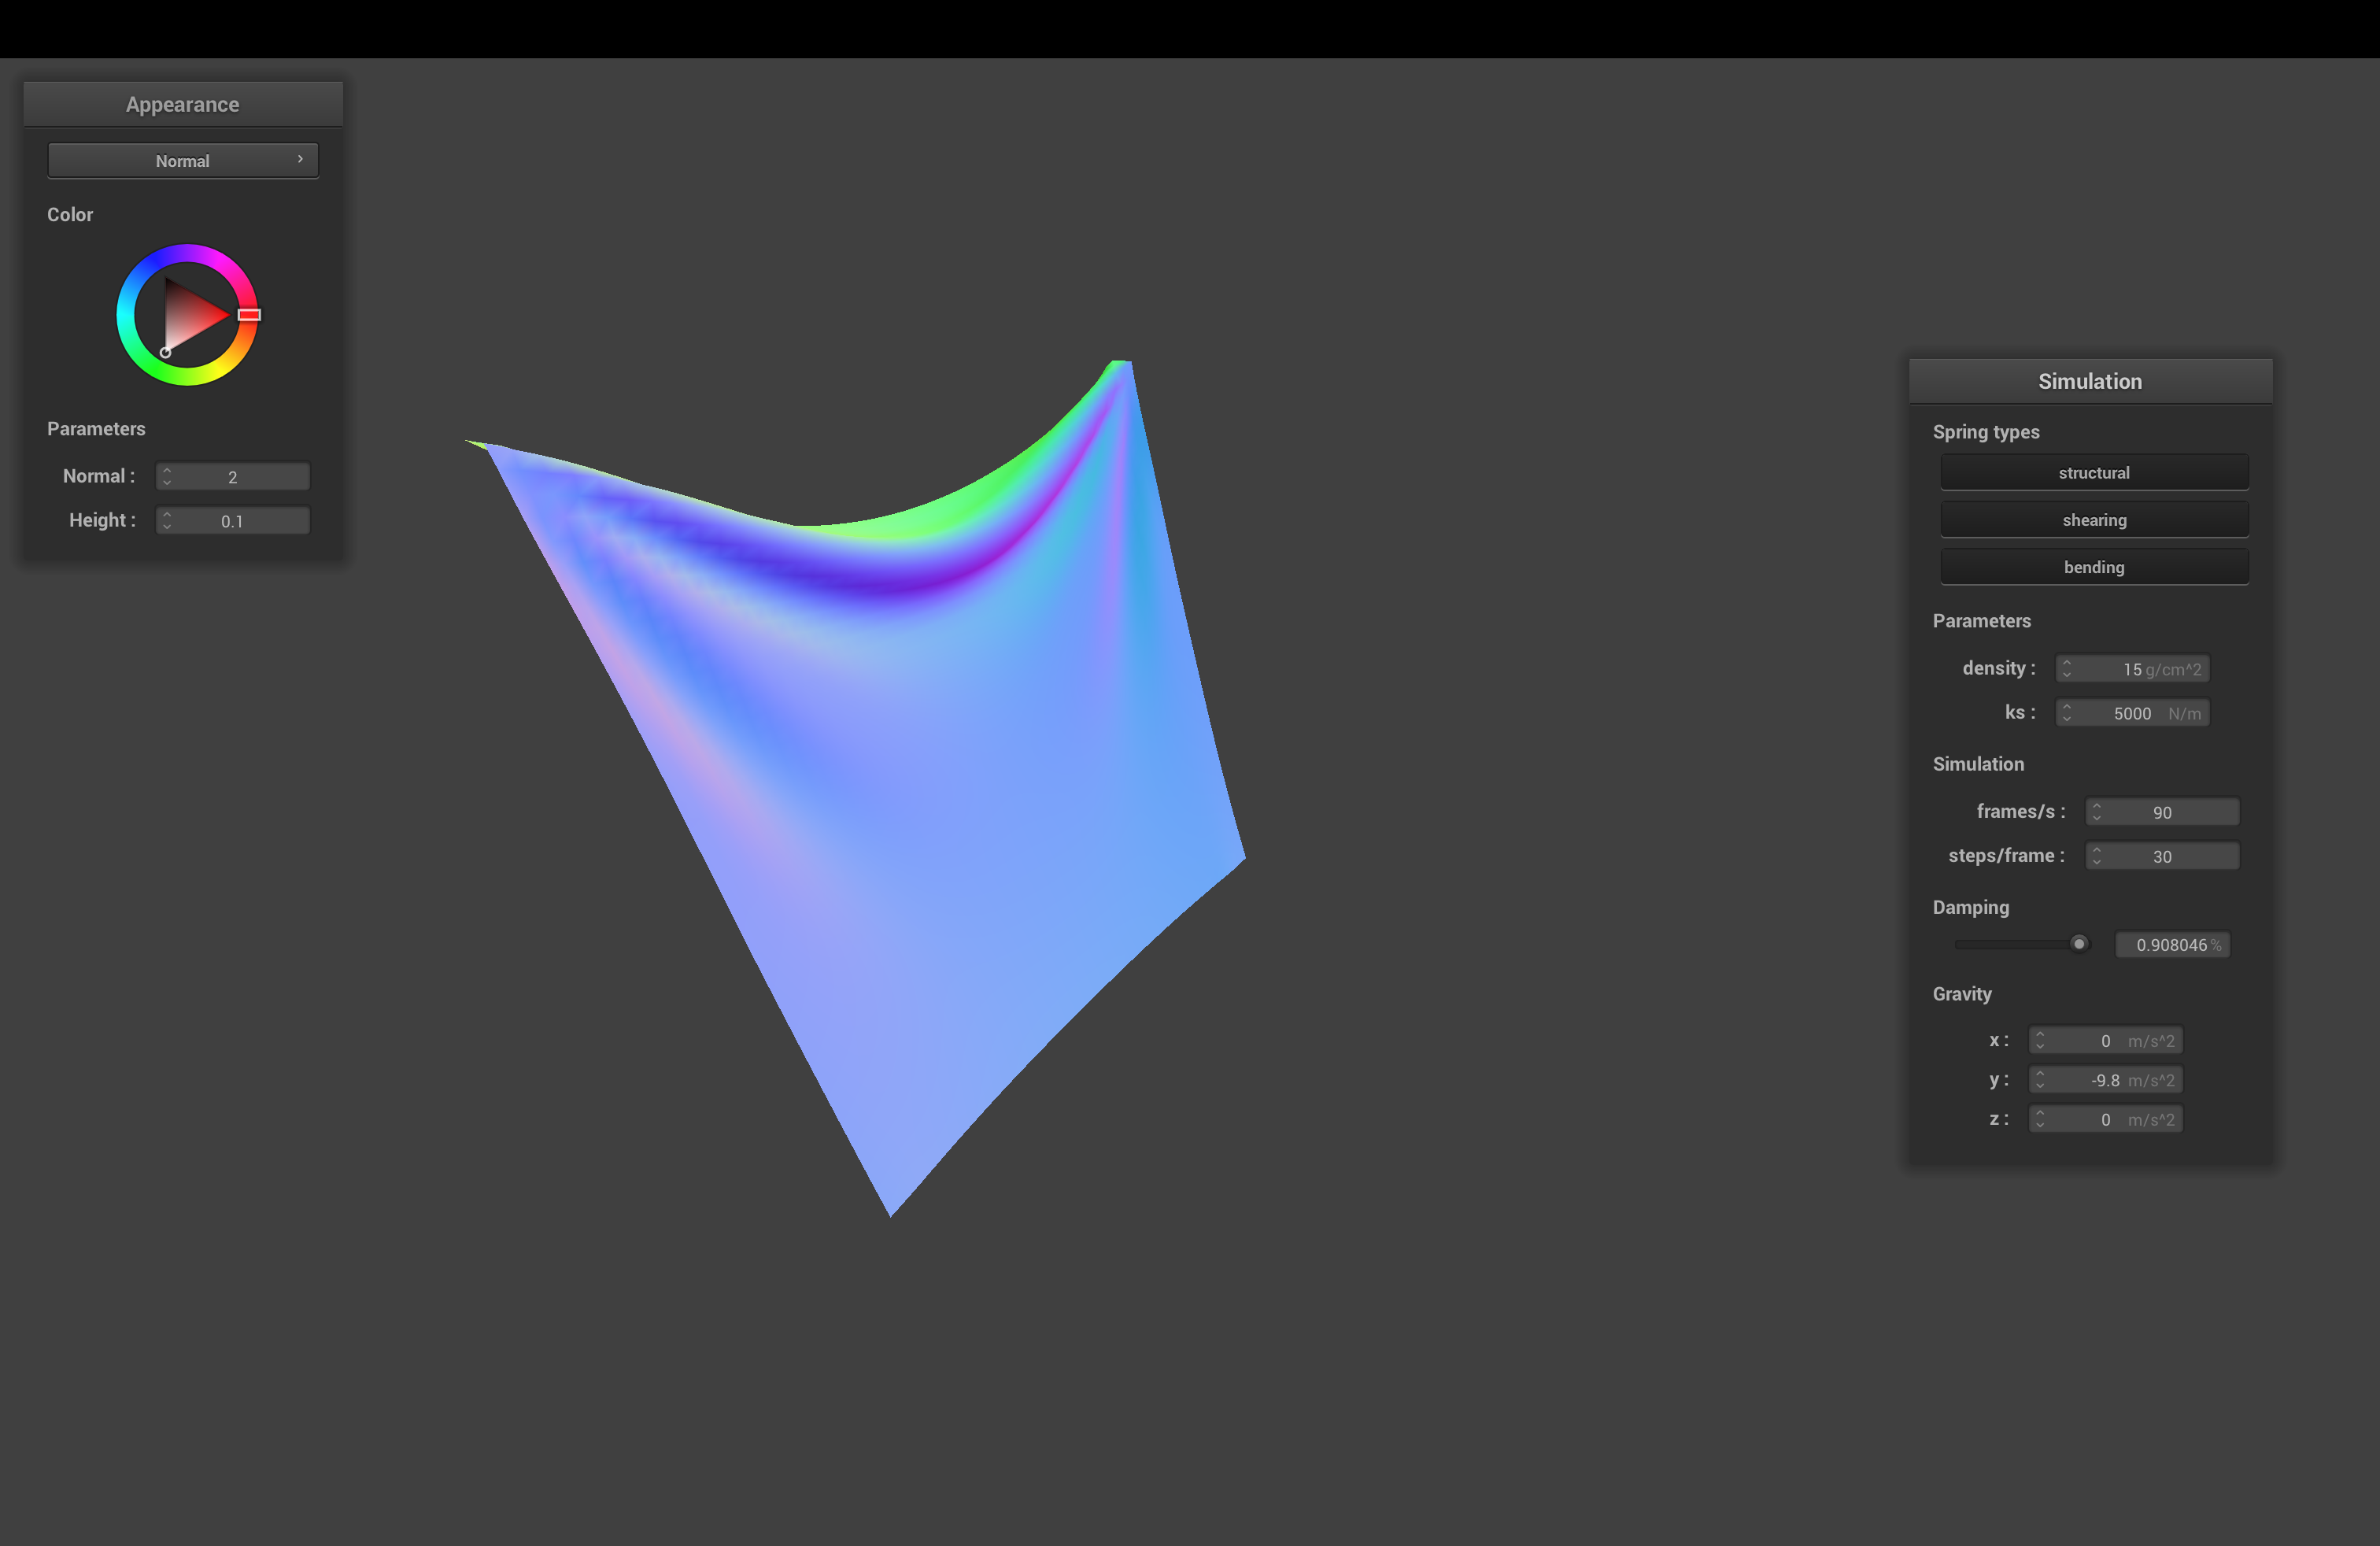 Appearance
Normal
Color
Parameters
Normal : 2
Height : 0.1
Simulation
Spring types
structural
shearing
bending
Parameters
density : 15 g/cm^2
ks : 5000 N/m
Simulation
frames/s : 90
steps/frame : 30
Damping
0.908046 %
Gravity
x : 0 m/s^2
y : -9.8 m/s^2
z : 0 m/s^2